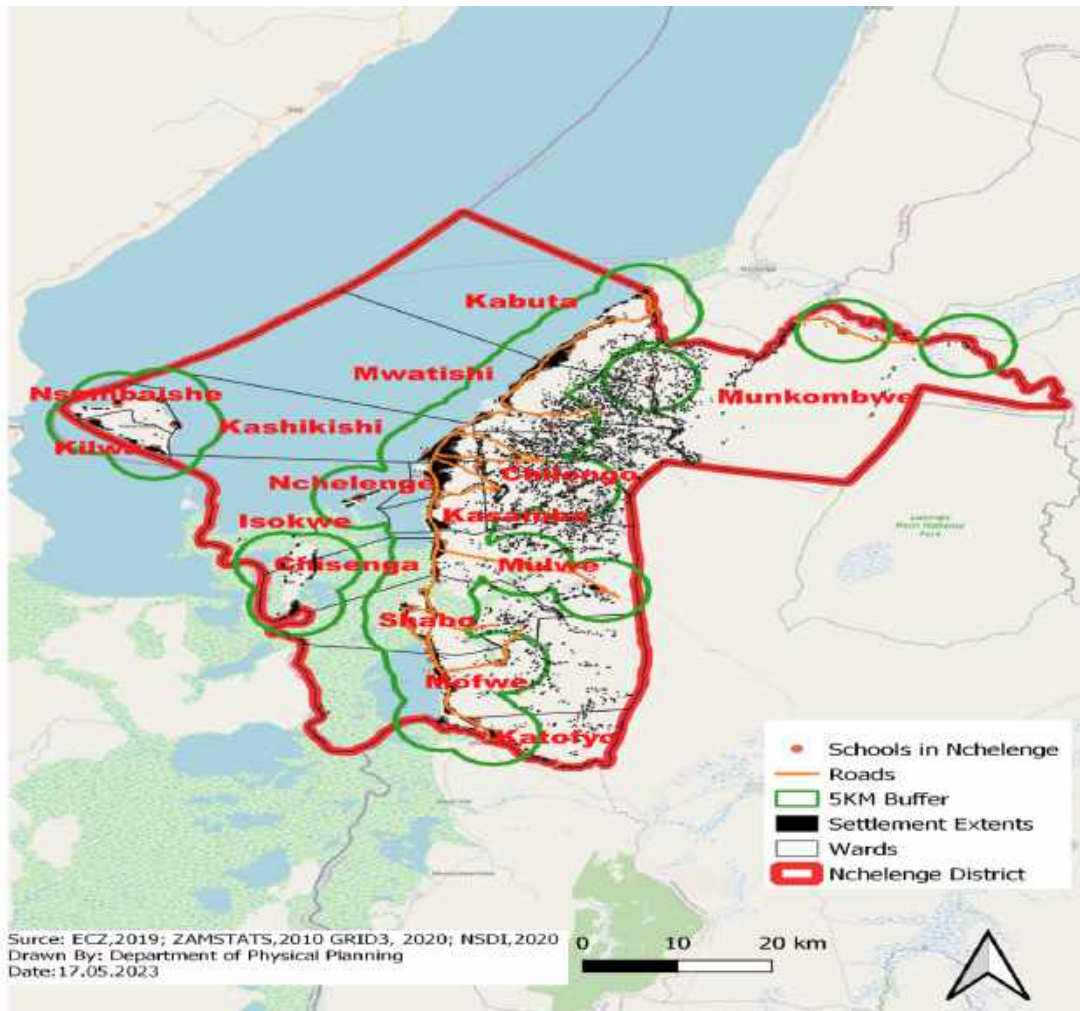 Kabuta
Mwatishi
Nsombaishe
Munkombwe
Kashikishi
Kilwa
Nchelenge
Chilongo
Isokwe
Kasamba
Chisenga
Mulwe
Shabo
Mofwe
Katofyo
Schools in Nchelenge
Roads
5KM Buffer
Settlement Extents
Wards
Nchelenge District
Surce: ECZ,2019; ZAMSTATS,2010 GRID3, 2020; NSDI,2020
Drawn By: Department of Physical Planning
Date:17.05.2023
0 10 20 km